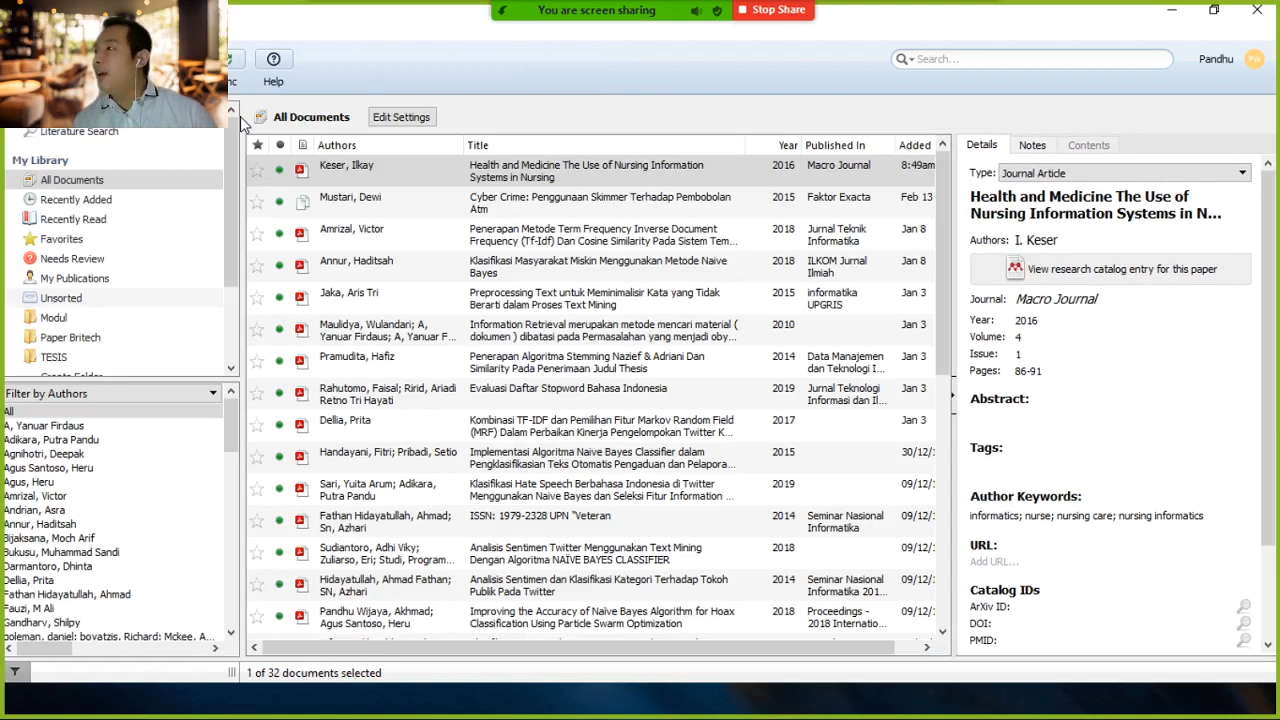 You are screen sharing
Stop Share
Search...
Pandhu
PW
Help
Literature Search
My Library
All Documents
Recently Added
Recently Read
Favorites
Needs Review
My Publications
Unsorted
Modul
Paper Britech
TESIS
Create Folder...
Filter by Authors
All
A, Yanuar Firdaus
Adikara, Putra Pandu
Agnihotri, Deepak
Agus Santoso, Heru
Agus, Heru
Amrizal, Victor
Andrian, Asra
Annur, Haditsah
Bijaksana, Moch Arif
Bukusu, Muhammad Sandi
Darmantoro, Dhinta
Dellia, Prita
Fathan Hidayatullah, Ahmad
Fauzi, M Ali
Gandharv, Shilpy
goleman, daniel; boyatzis, Richard; Mckee, A...
All Documents
Edit Settings
Authors Title Year Published In Added
Keser, Ilkay Health and Medicine The Use of Nursing Information 2016 Macro Journal 8:49am
Systems in Nursing
Mustari, Dewi Cyber Crime: Penggunaan Skimmer Terhadap Pembobolan 2015 Faktor Exacta Feb 13
Atm
Amrizal, Victor Penerapan Metode Term Frequency Inverse Document 2018 Jurnal Teknik Jan 8
Frequency (Tf-Idf) Dan Cosine Similarity Pada Sistem Tem... Informatika
Annur, Haditsah Klasifikasi Masyarakat Miskin Menggunakan Metode Naive 2018 ILKOM Jurnal Jan 8
Bayes Ilmiah
Jaka, Aris Tri Preprocessing Text untuk Meminimalisir Kata yang Tidak 2015 informatika Jan 3
Berarti dalam Proses Text Mining UPGRIS
Maulidya, Wulandari; A, Information Retrieval merupakan metode mencari material ( 2010 Jan 3
Yanuar Firdaus; A, Yanuar F... dokumen ) dibatasi pada Permasalahan yang menjadi oby...
Pramudita, Hafiz Penerapan Algoritma Stemming Nazief & Adriani Dan 2014 Data Manajemen Jan 3
Similarity Pada Penerimaan Judul Thesis dan Teknologi I...
Rahutomo, Faisal; Ririd, Ariadi Evaluasi Daftar Stopword Bahasa Indonesia 2019 Jurnal Teknologi Jan 3
Retno Tri Hayati Informasi dan Il...
Dellia, Prita Kombinasi TF-IDF dan Pemilihan Fitur Markov Random Field 2017 Jan 3
(MRF) Dalam Perbaikan Kinerja Pengelompokan Twitter K...
Handayani, Fitri; Pribadi, Setio Implementasi Algoritma Naive Bayes Classifier dalam 2015 30/12/
Pengklasifikasian Teks Otomatis Pengaduan dan Pelapora...
Sari, Yuita Arum; Adikara, Klasifikasi Hate Speech Berbahasa Indonesia di Twitter 2019 09/12/
Putra Pandu Menggunakan Naive Bayes dan Seleksi Fitur Information ...
Fathan Hidayatullah, Ahmad; ISSN: 1979-2328 UPN "Veteran 2014 Seminar Nasional 09/12/
Sn, Azhari Informatika
Sudiantoro, Adhi Viky; Analisis Sentimen Twitter Menggunakan Text Mining 2018 09/12/
Zuliarso, Eri; Studi, Program... Dengan Algoritma NAÏVE BAYES CLASSIFIER
Hidayatullah, Ahmad Fathan; Analisis Sentimen dan Klasifikasi Kategori Terhadap Tokoh 2014 Seminar Nasional 09/12/
SN, Azhari Publik Pada Twitter Informatika 201...
Pandhu Wijaya, Akhmad; Improving the Accuracy of Naïve Bayes Algorithm for Hoax 2018 Proceedings - 09/12/
Agus Santoso, Heru Classification Using Particle Swarm Optimization 2018 Internatio...
1 of 32 documents selected
Details Notes Contents
Type: Journal Article
Health and Medicine The Use of
Nursing Information Systems in N...
Authors: I. Keser
View research catalog entry for this paper
Journal: Macro Journal
Year: 2016
Volume: 4
Issue: 1
Pages: 86-91
Abstract:
Tags:
Author Keywords:
informatics; nurse; nursing care; nursing informatics
URL:
Add URL...
Catalog IDs
ArXiv ID:
DOI:
PMID: